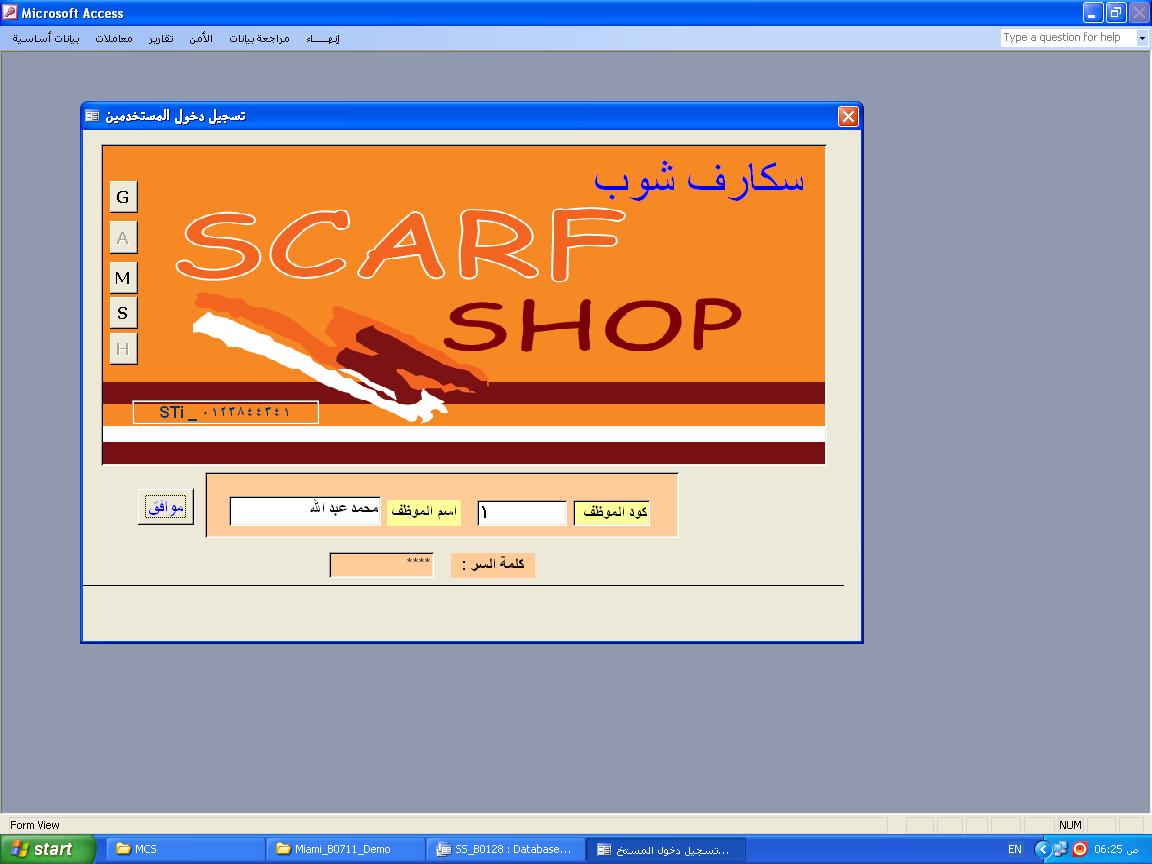 Microsoft Access
بيانات أساسية معاملات تقارير الأمن مراجعة بيانات إنهـــاء
Type a question for help
تسجيل دخول المستخدمين
سكارف شوب
G
A
M
S
H
SCARF
SHOP
STi _ ٠١٢٣٨٤٤٣٤١
كود الموظف ١ اسم الموظف محمد عبد الله
موافق
كلمة السر : ****
Form View
NUM
start
MCS
Miami_B0711_Demo
SS_B0128 : Database...
تسجيل دخول المستخ...
EN
06:25 ص